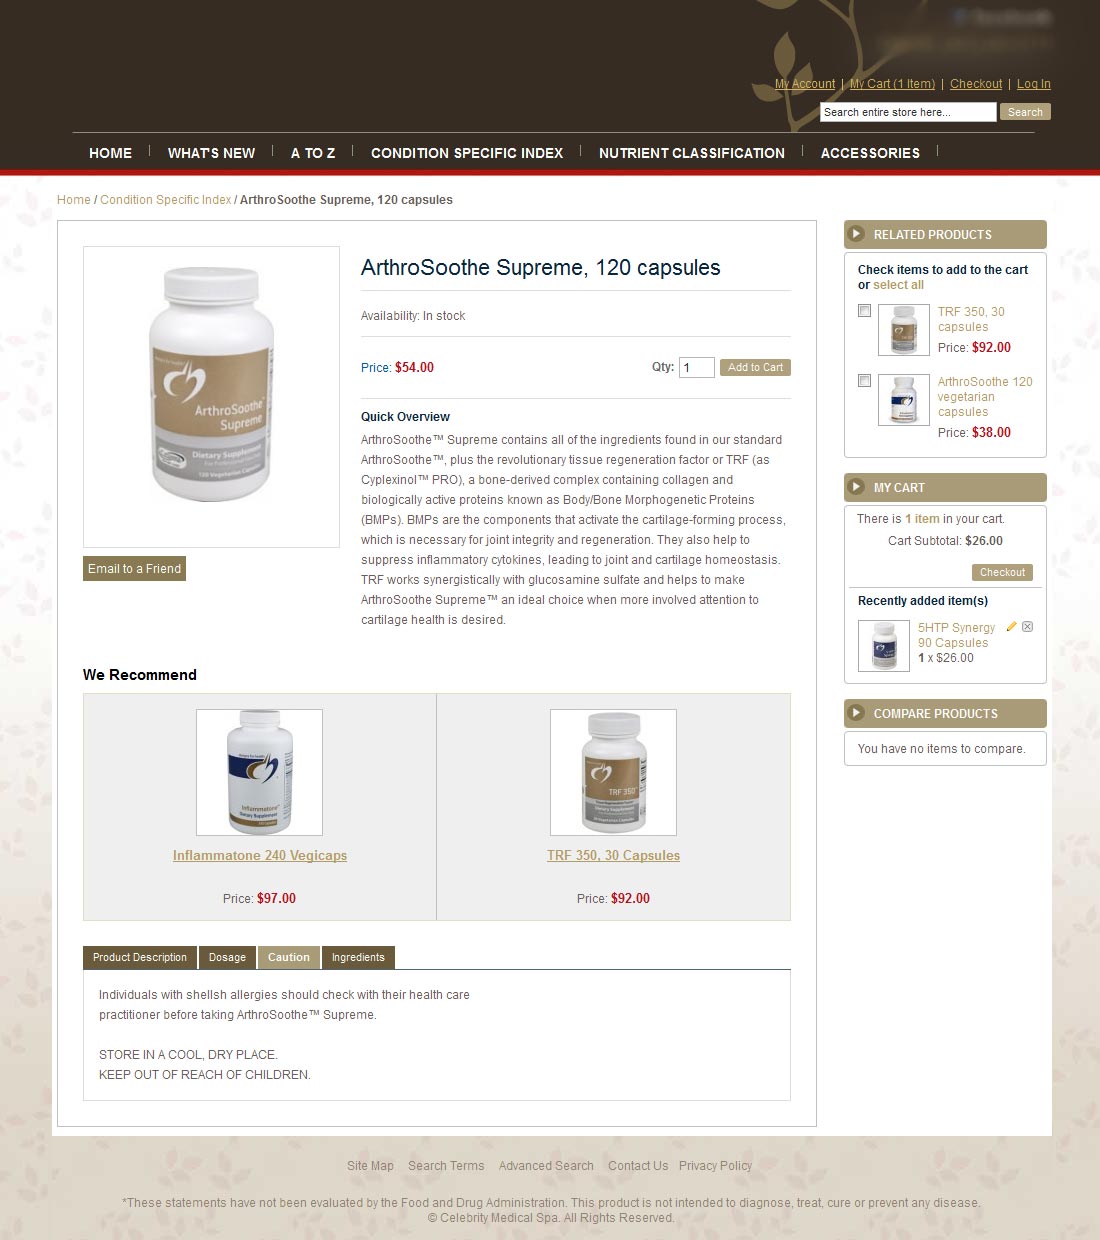 My Account | My Cart (1 Item) | Checkout | Log In
Search entire store here...
Search
HOME
WHAT'S NEW
A TO Z
CONDITION SPECIFIC INDEX
NUTRIENT CLASSIFICATION
ACCESSORIES
Home / Condition Specific Index / ArthroSoothe Supreme, 120 capsules
ArthroSoothe
Supreme
Dietary Supplement
120 Vegetarian Capsules
Email to a Friend
ArthroSoothe Supreme, 120 capsules
Availability: In stock
Price: $54.00
Qty: 1
Add to Cart
Quick Overview
ArthroSoothe™ Supreme contains all of the ingredients found in our standard
ArthroSoothe™, plus the revolutionary tissue regeneration factor or TRF (as
Cyplexinol™ PRO), a bone-derived complex containing collagen and
biologically active proteins known as Body/Bone Morphogenetic Proteins
(BMPs). BMPs are the components that activate the cartilage-forming process,
which is necessary for joint integrity and regeneration. They also help to
suppress inflammatory cytokines, leading to joint and cartilage homeostasis.
TRF works synergistically with glucosamine sulfate and helps to make
ArthroSoothe Supreme™ an ideal choice when more involved attention to
cartilage health is desired.
We Recommend
Inflammatone
Dietary Supplement
Inflammatone 240 Vegicaps
Price: $97.00
TRF 350
TRF 350, 30 Capsules
Price: $92.00
Product Description
Dosage
Caution
Ingredients
Individuals with shellsh allergies should check with their health care
practitioner before taking ArthroSoothe™ Supreme.
STORE IN A COOL, DRY PLACE.
KEEP OUT OF REACH OF CHILDREN.
RELATED PRODUCTS
Check items to add to the cart
or select all
TRF 350, 30
capsules
Price: $92.00
ArthroSoothe 120
vegetarian
capsules
Price: $38.00
MY CART
There is 1 item in your cart.
Cart Subtotal: $26.00
Checkout
Recently added item(s)
5HTP Synergy
90 Capsules
1 x $26.00
COMPARE PRODUCTS
You have no items to compare.
Site Map
Search Terms
Advanced Search
Contact Us
Privacy Policy
*These statements have not been evaluated by the Food and Drug Administration. This product is not intended to diagnose, treat, cure or prevent any disease.
© Celebrity Medical Spa. All Rights Reserved.